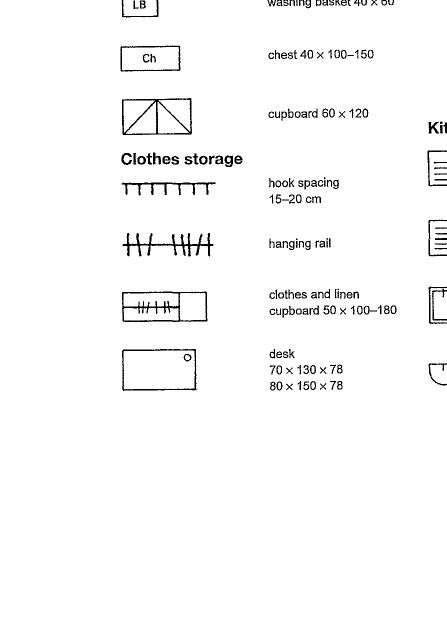 LB
washing basket 40 × 60
Ch
chest 40 × 100–150
cupboard 60 × 120
Clothes storage
hook spacing
15–20 cm
hanging rail
clothes and linen
cupboard 50 × 100–180
desk
70 × 130 × 78
80 × 150 × 78
Kit